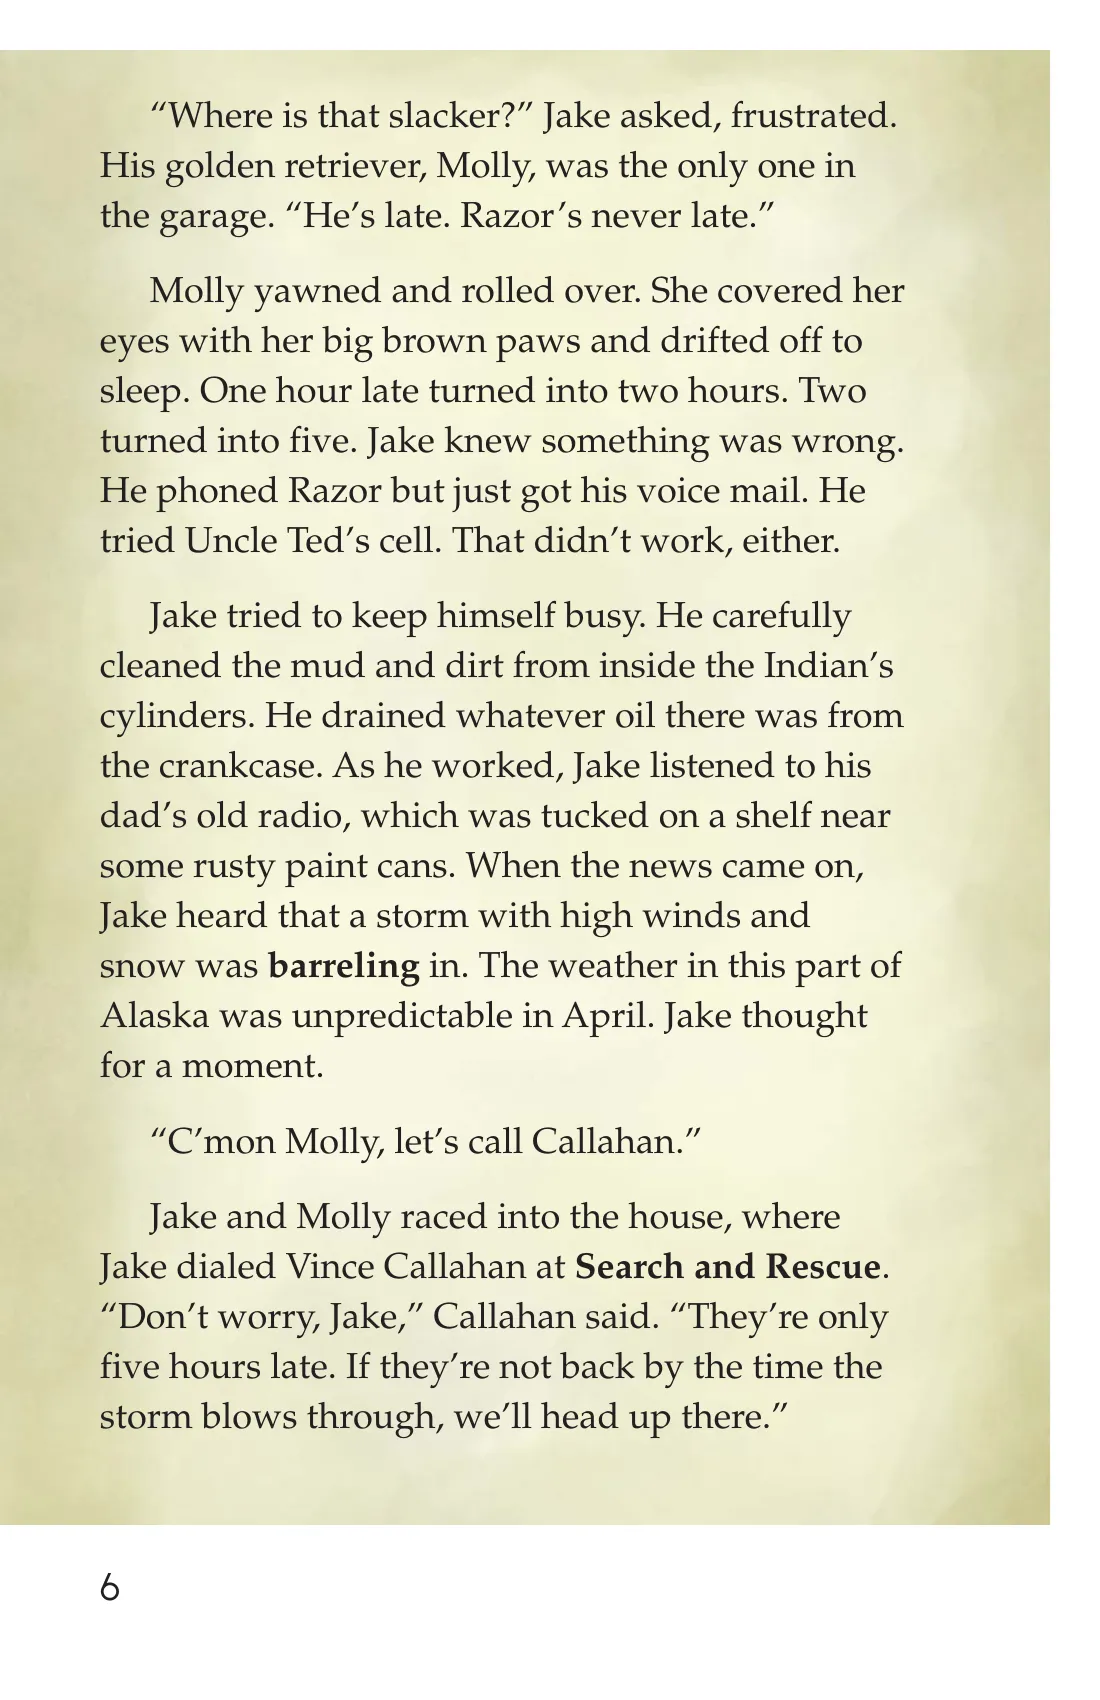 “Where is that slacker?” Jake asked, frustrated.
His golden retriever, Molly, was the only one in
the garage. “He’s late. Razor’s never late.”
Molly yawned and rolled over. She covered her
eyes with her big brown paws and drifted off to
sleep. One hour late turned into two hours. Two
turned into five. Jake knew something was wrong.
He phoned Razor but just got his voice mail. He
tried Uncle Ted’s cell. That didn’t work, either.
Jake tried to keep himself busy. He carefully
cleaned the mud and dirt from inside the Indian’s
cylinders. He drained whatever oil there was from
the crankcase. As he worked, Jake listened to his
dad’s old radio, which was tucked on a shelf near
some rusty paint cans. When the news came on,
Jake heard that a storm with high winds and
snow was barreling in. The weather in this part of
Alaska was unpredictable in April. Jake thought
for a moment.
“C’mon Molly, let’s call Callahan.”
Jake and Molly raced into the house, where
Jake dialed Vince Callahan at Search and Rescue.
“Don’t worry, Jake,” Callahan said. “They’re only
five hours late. If they’re not back by the time the
storm blows through, we’ll head up there.”
6